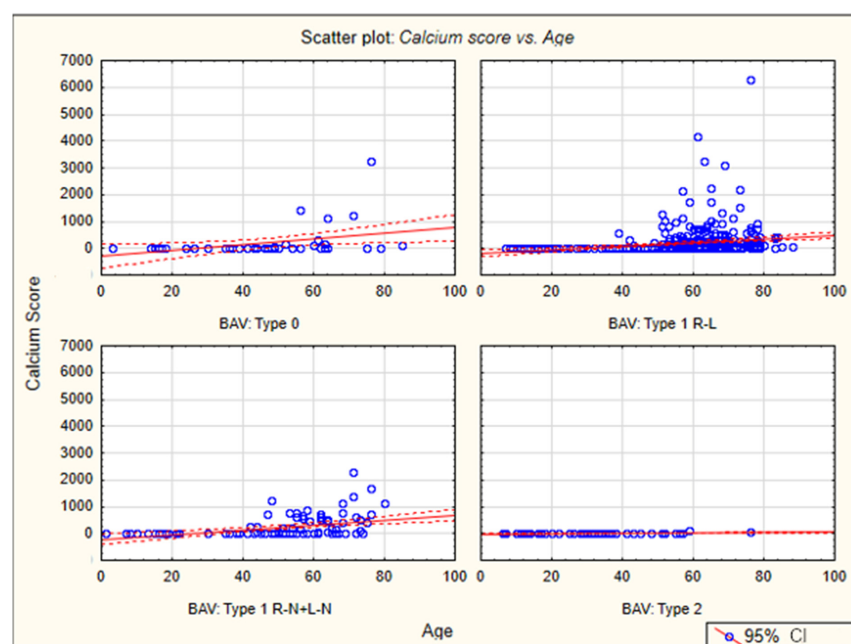 Scatter plot: Calcium score vs. Age
7000
6000
5000
4000
3000
2000
1000
0
0 20 40 60 80 100
BAV: Type 0
0 20 40 60 80 100
BAV: Type 1 R-L
Calcium Score
7000
6000
5000
4000
3000
2000
1000
0
0 20 40 60 80 100
BAV: Type 1 R-N+L-N
0 20 40 60 80 100
BAV: Type 2
Age
95% CI